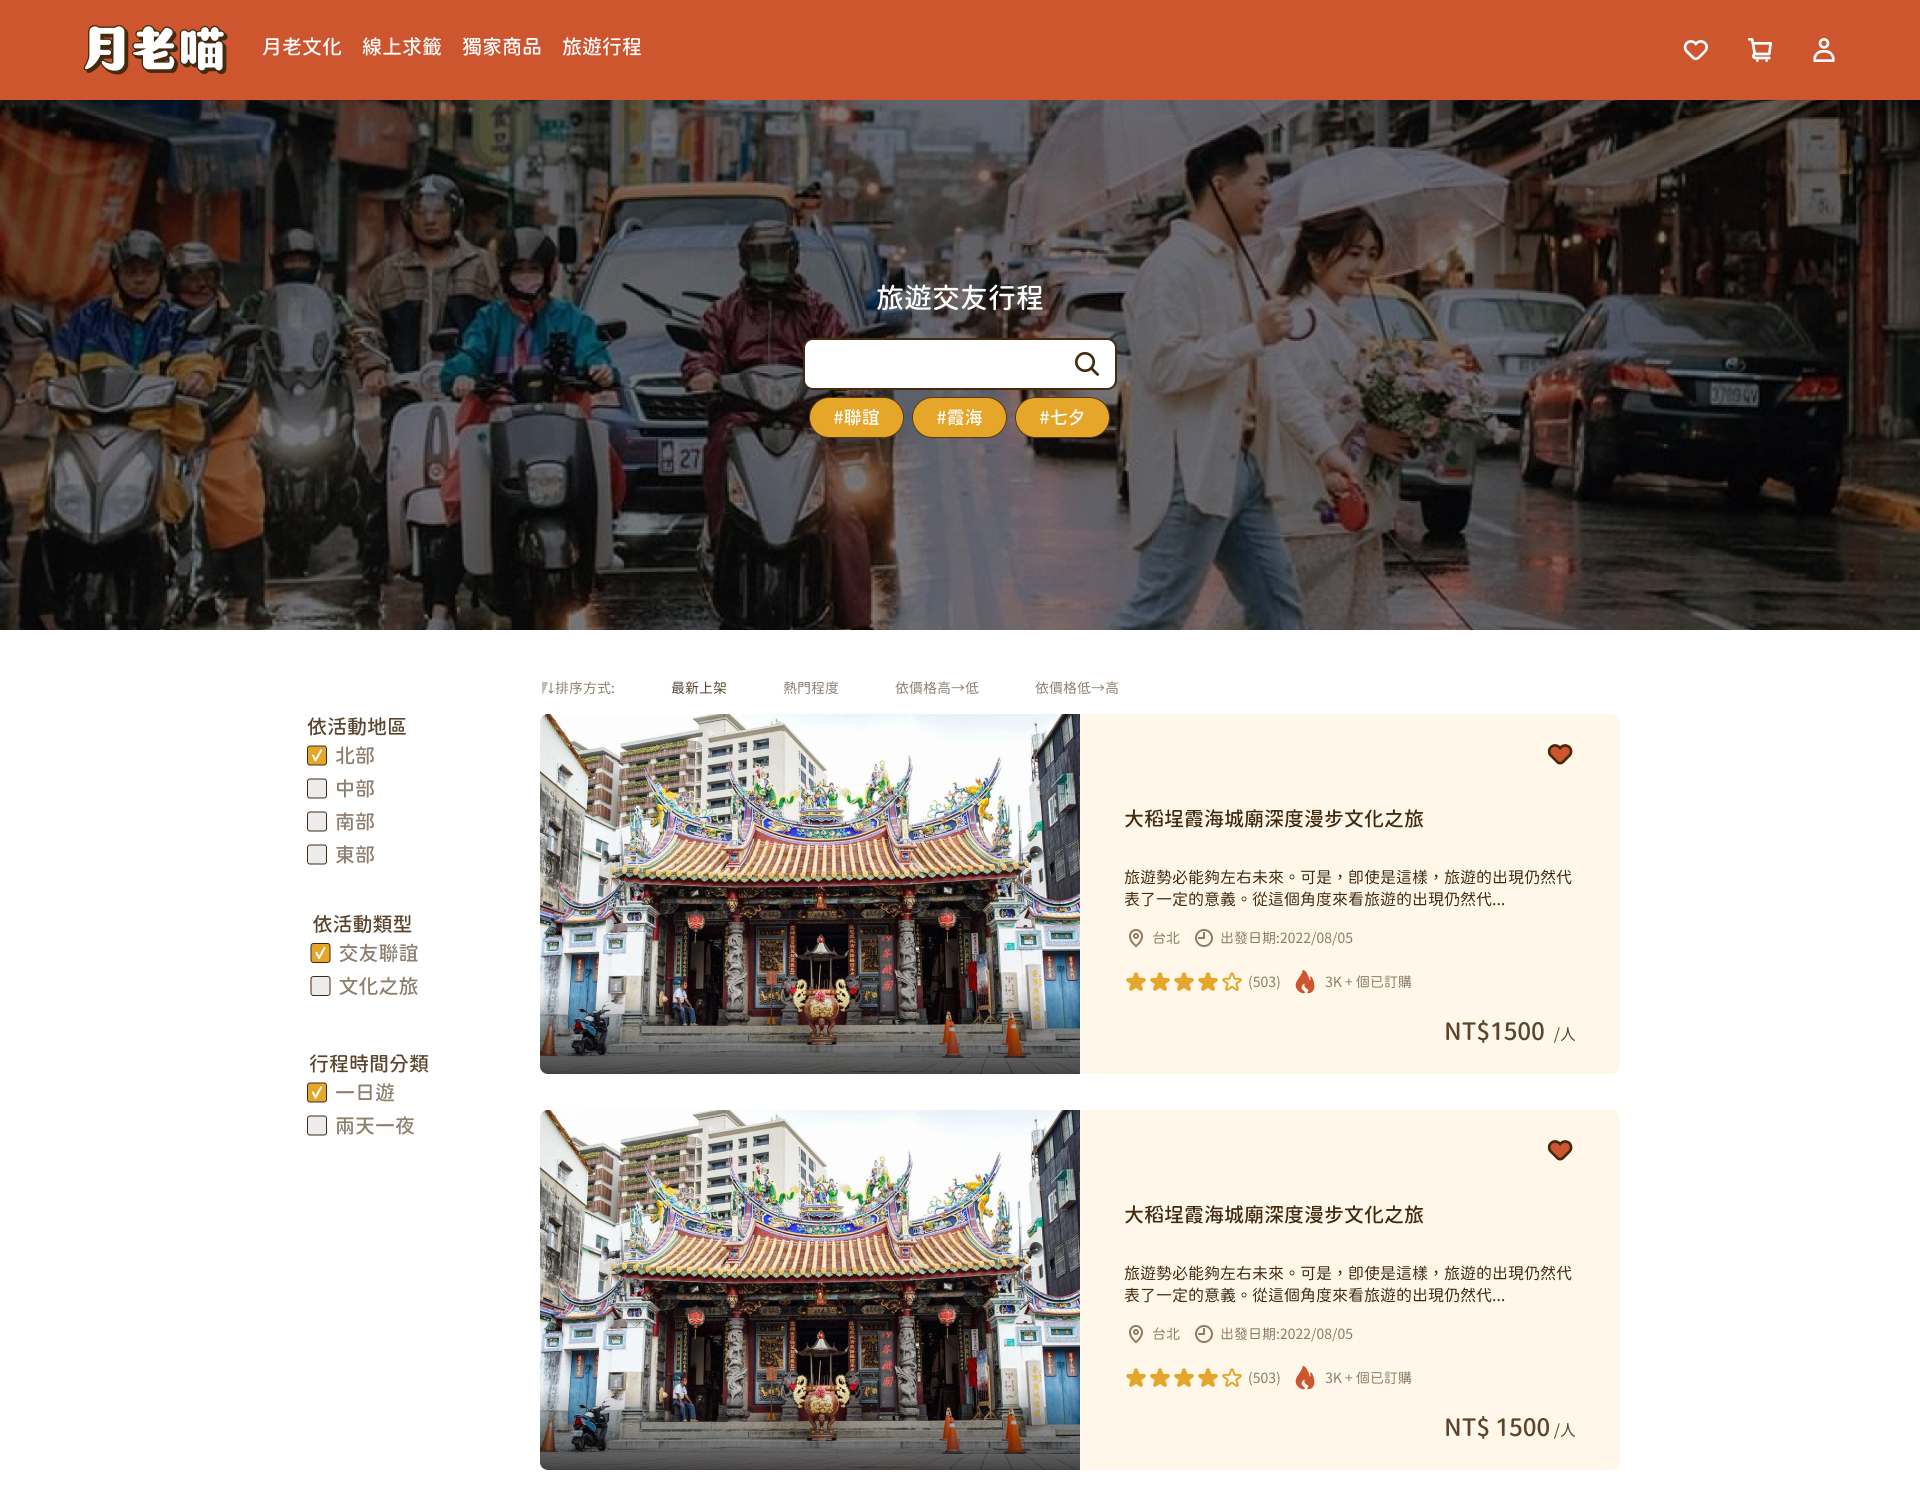 月老喵
月老文化 線上求籤 獨家商品 旅遊行程
旅遊交友行程
#聯誼 #霞海 #七夕
排序方式: 最新上架 熱門程度 依價格高→低 依價格低→高
依活動地區
北部
中部
南部
東部
依活動類型
交友聯誼
文化之旅
行程時間分類
一日遊
兩天一夜
大稻埕霞海城廟深度漫步文化之旅
旅遊勢必能夠左右未來。可是，卽使是這樣，旅遊的出現仍然代
表了一定的意義。從這個角度來看旅遊的出現仍然代...
台北 出發日期:2022/08/05
(503) 3K + 個已訂購
NT$1500 /人
大稻埕霞海城廟深度漫步文化之旅
旅遊勢必能夠左右未來。可是，卽使是這樣，旅遊的出現仍然代
表了一定的意義。從這個角度來看旅遊的出現仍然代...
台北 出發日期:2022/08/05
(503) 3K + 個已訂購
NT$ 1500 /人